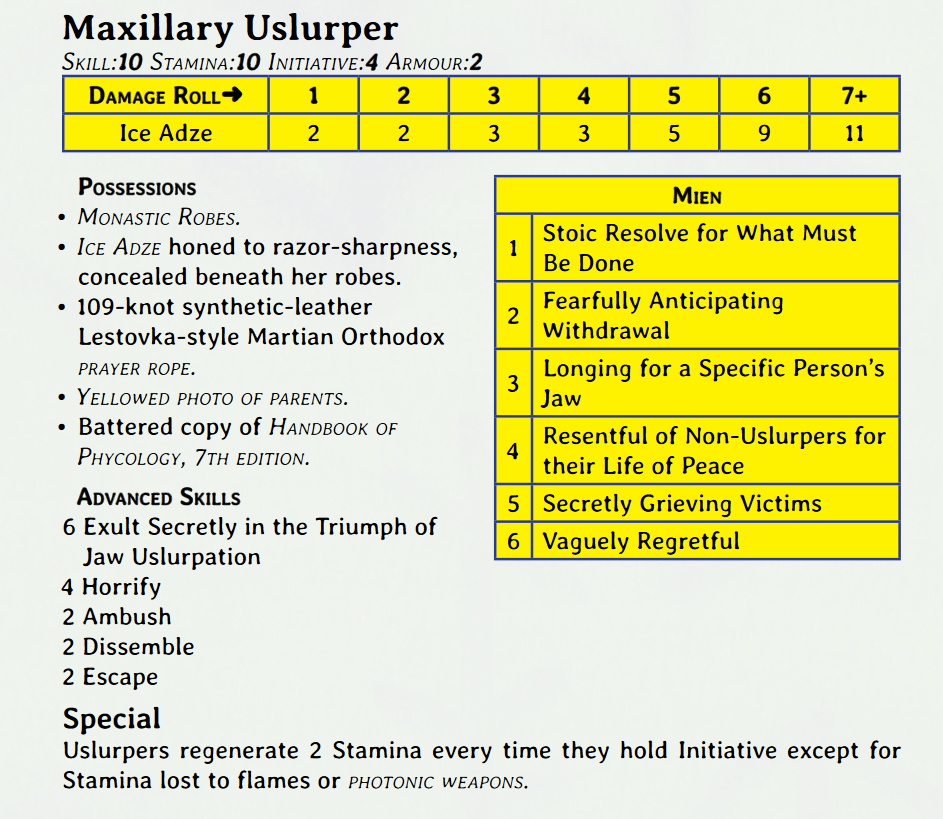 Maxillary Uslurper
Skill:10 Stamina:10 Initiative:4 Armour:2
Damage Roll➔ 1 2 3 4 5 6 7+
Ice Adze 2 2 3 3 5 9 11
Possessions
• Monastic Robes.
• Ice Adze honed to razor-sharpness,
concealed beneath her robes.
• 109-knot synthetic-leather
Lestovka-style Martian Orthodox
prayer rope.
• Yellowed photo of parents.
• Battered copy of Handbook of
Phycology, 7th edition.
Advanced Skills
6 Exult Secretly in the Triumph of
Jaw Uslurpation
4 Horrify
2 Ambush
2 Dissemble
2 Escape
Mien
1 Stoic Resolve for What Must
Be Done
2 Fearfully Anticipating
Withdrawal
3 Longing for a Specific Person's
Jaw
4 Resentful of Non-Uslurpers for
their Life of Peace
5 Secretly Grieving Victims
6 Vaguely Regretful
Special
Uslurpers regenerate 2 Stamina every time they hold Initiative except for
Stamina lost to flames or photonic weapons.